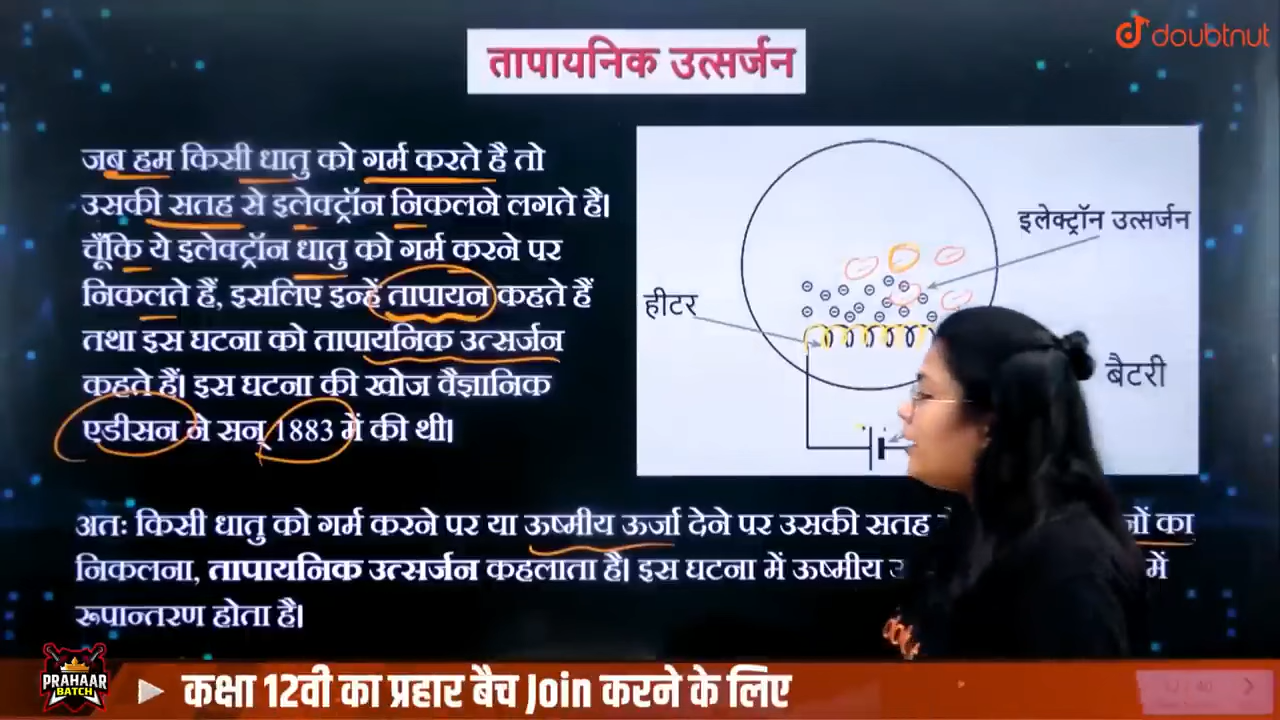 doubtnut
तापायनिक उत्सर्जन
जब हम किसी धातु को गर्म करते है तो
उसकी सतह से इलेक्ट्रॉन निकलने लगते है।
चूँकि ये इलेक्ट्रॉन धातु को गर्म करने पर
निकलते हैं, इसलिए इन्हें तापायन कहते हैं
तथा इस घटना को तापायनिक उत्सर्जन
कहते हैं। इस घटना की खोज वैज्ञानिक
एडीसन ने सन् 1883 में की थी।
इलेक्ट्रॉन उत्सर्जन
हीटर
बैटरी
अतः किसी धातु को गर्म करने पर या ऊष्मीय ऊर्जा देने पर उसकी सतह नों का
निकलना, तापायनिक उत्सर्जन कहलाता है। इस घटना में ऊष्मीय में
रूपान्तरण होता है।
PRAHAAR
BATCH
कक्षा 12वी का प्रहार बैच Join करने के लिए